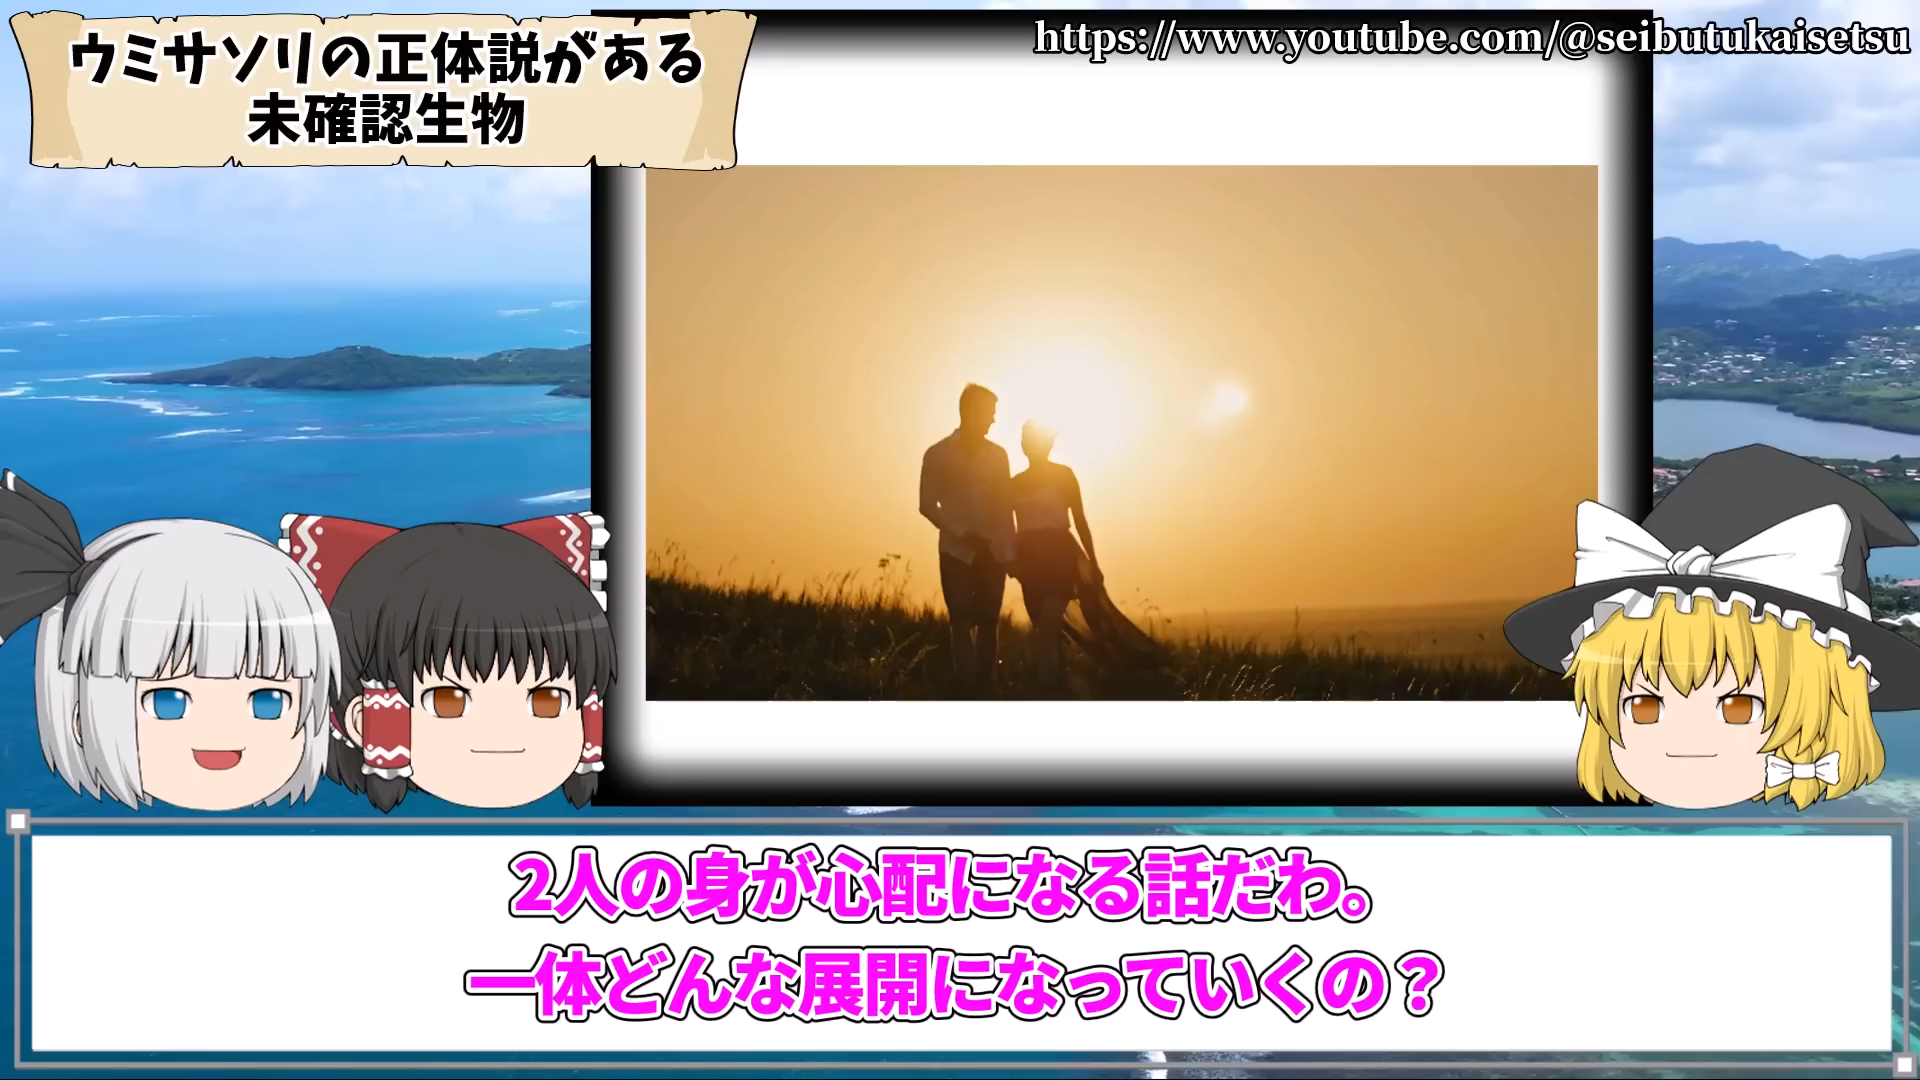 ウミサソリの正体説がある
未確認生物
https://www.youtube.com/@seibutukaisetsu
2人の身が心配になる話だわ。
一体どんな展開になっていくの？